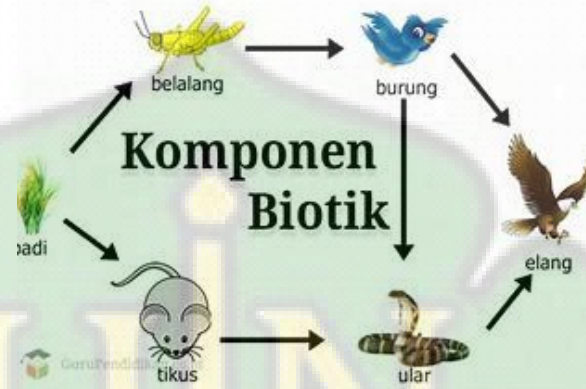 belalang
burung
Komponen
Biotik
padi
elang
tikus
ular